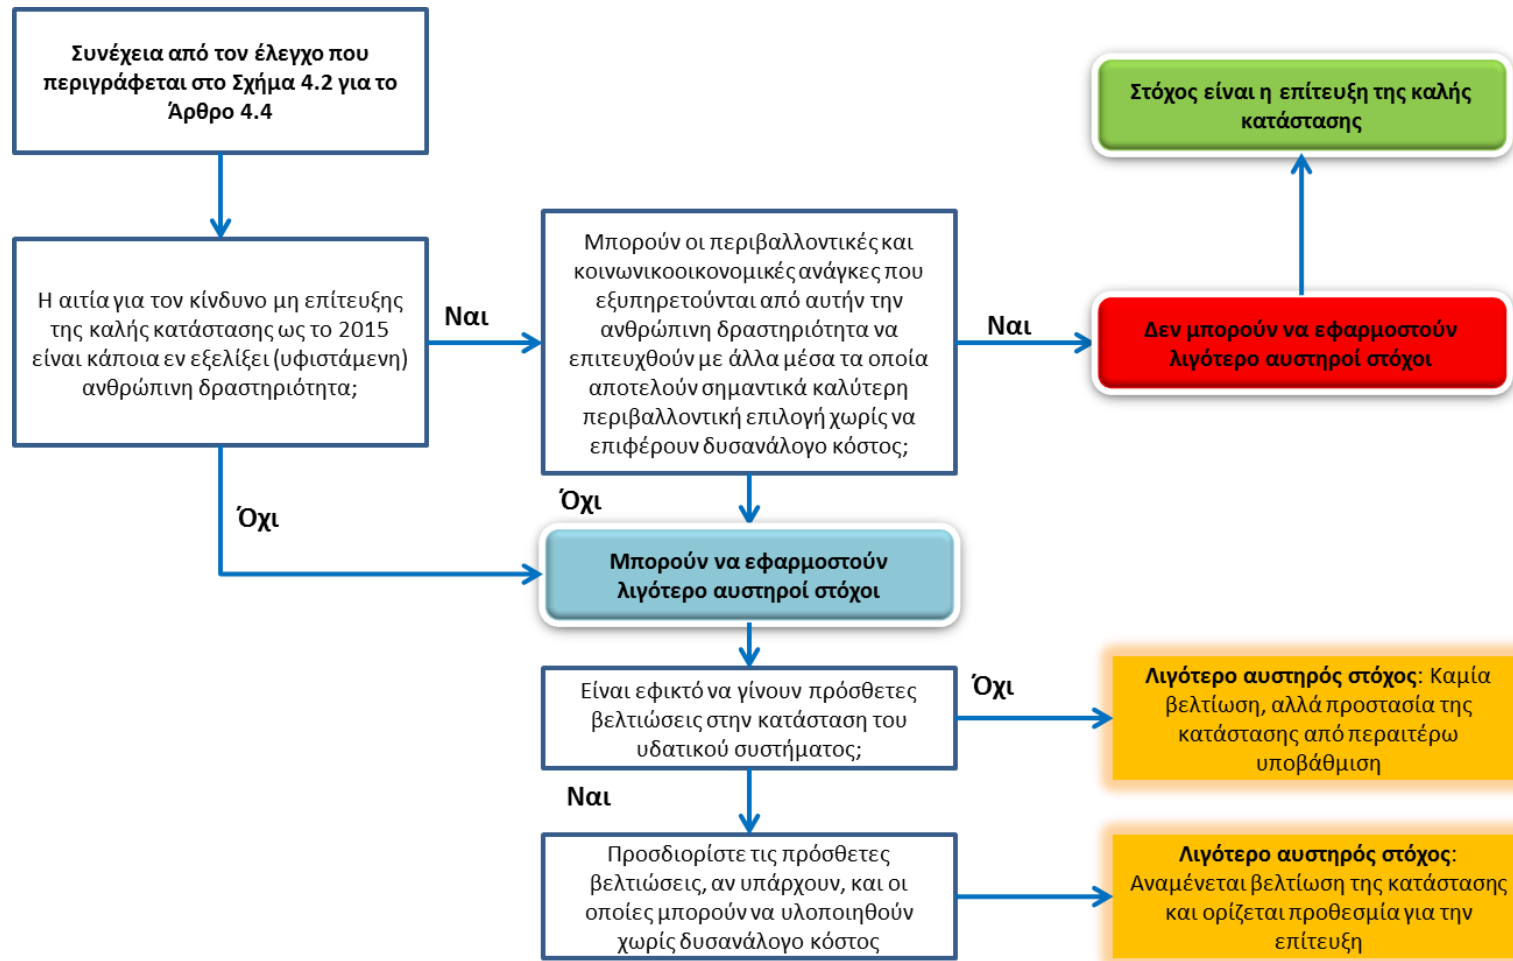 Συνέχεια από τον έλεγχο που
περιγράφεται στο Σχήμα 4.2 για το
Άρθρο 4.4
Στόχος είναι η επίτευξη της καλής
κατάστασης
Η αιτία για τον κίνδυνο μη επίτευξης
της καλής κατάστασης ως το 2015
είναι κάποια εν εξελίξει (υφιστάμενη)
ανθρώπινη δραστηριότητα;
Ναι
Μπορούν οι περιβαλλοντικές και
κοινωνικοοικονομικές ανάγκες που
εξυπηρετούνται από αυτήν την
ανθρώπινη δραστηριότητα να
επιτευχθούν με άλλα μέσα τα οποία
αποτελούν σημαντικά καλύτερη
περιβαλλοντική επιλογή χωρίς να
επιφέρουν δυσανάλογο κόστος;
Ναι
Δεν μπορούν να εφαρμοστούν
λιγότερο αυστηροί στόχοι
Όχι
Όχι
Μπορούν να εφαρμοστούν
λιγότερο αυστηροί στόχοι
Είναι εφικτό να γίνουν πρόσθετες
βελτιώσεις στην κατάσταση του
υδατικού συστήματος;
Όχι
Λιγότερο αυστηρός στόχος: Καμία
βελτίωση, αλλά προστασία της
κατάστασης από περαιτέρω
υποβάθμιση
Ναι
Προσδιορίστε τις πρόσθετες
βελτιώσεις, αν υπάρχουν, και οι
οποίες μπορούν να υλοποιηθούν
χωρίς δυσανάλογο κόστος
Λιγότερο αυστηρός στόχος:
Αναμένεται βελτίωση της κατάστασης
και ορίζεται προθεσμία για την
επίτευξη